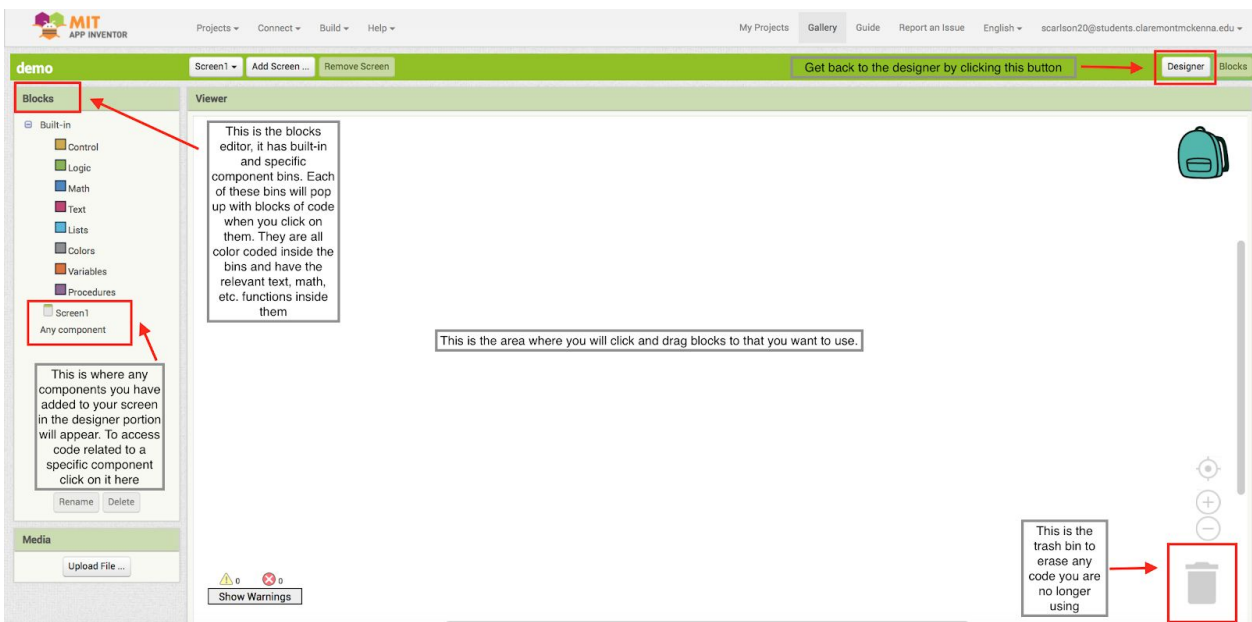 MIT
APP INVENTOR
Projects Connect Build Help
My Projects Gallery Guide Report an Issue English scarlson20@students.claremontmckenna.edu
demo
Screen1 Add Screen ... Remove Screen
Get back to the designer by clicking this button
Designer Blocks
Blocks
Viewer
Built-in
Control
Logic
Math
Text
Lists
Colors
Variables
Procedures
Screen1
Any component
This is the blocks
editor, it has built-in
and specific
component bins. Each
of these bins will pop
up with blocks of code
when you click on
them. They are all
color coded inside the
bins and have the
relevant text, math,
etc. functions inside
them
This is the area where you will click and drag blocks to that you want to use.
This is where any
components you have
added to your screen
in the designer portion
will appear. To access
code related to a
specific component
click on it here
Rename Delete
Media
Upload File ...
0 0
Show Warnings
This is the
trash bin to
erase any
code you are
no longer
using